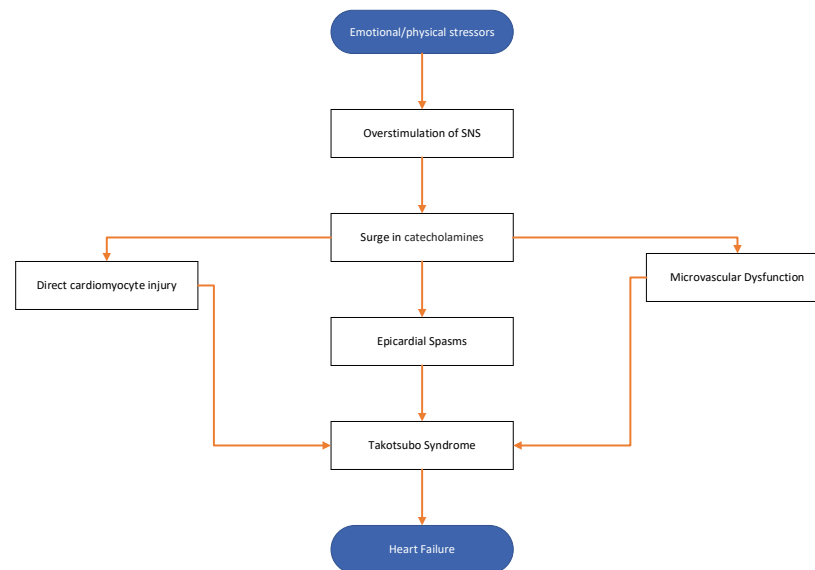 Emotional/physical stressors
Overstimulation of SNS
Surge in catecholamines
Direct cardiomyocyte injury
Microvascular Dysfunction
Epicardial Spasms
Takotsubo Syndrome
Heart Failure